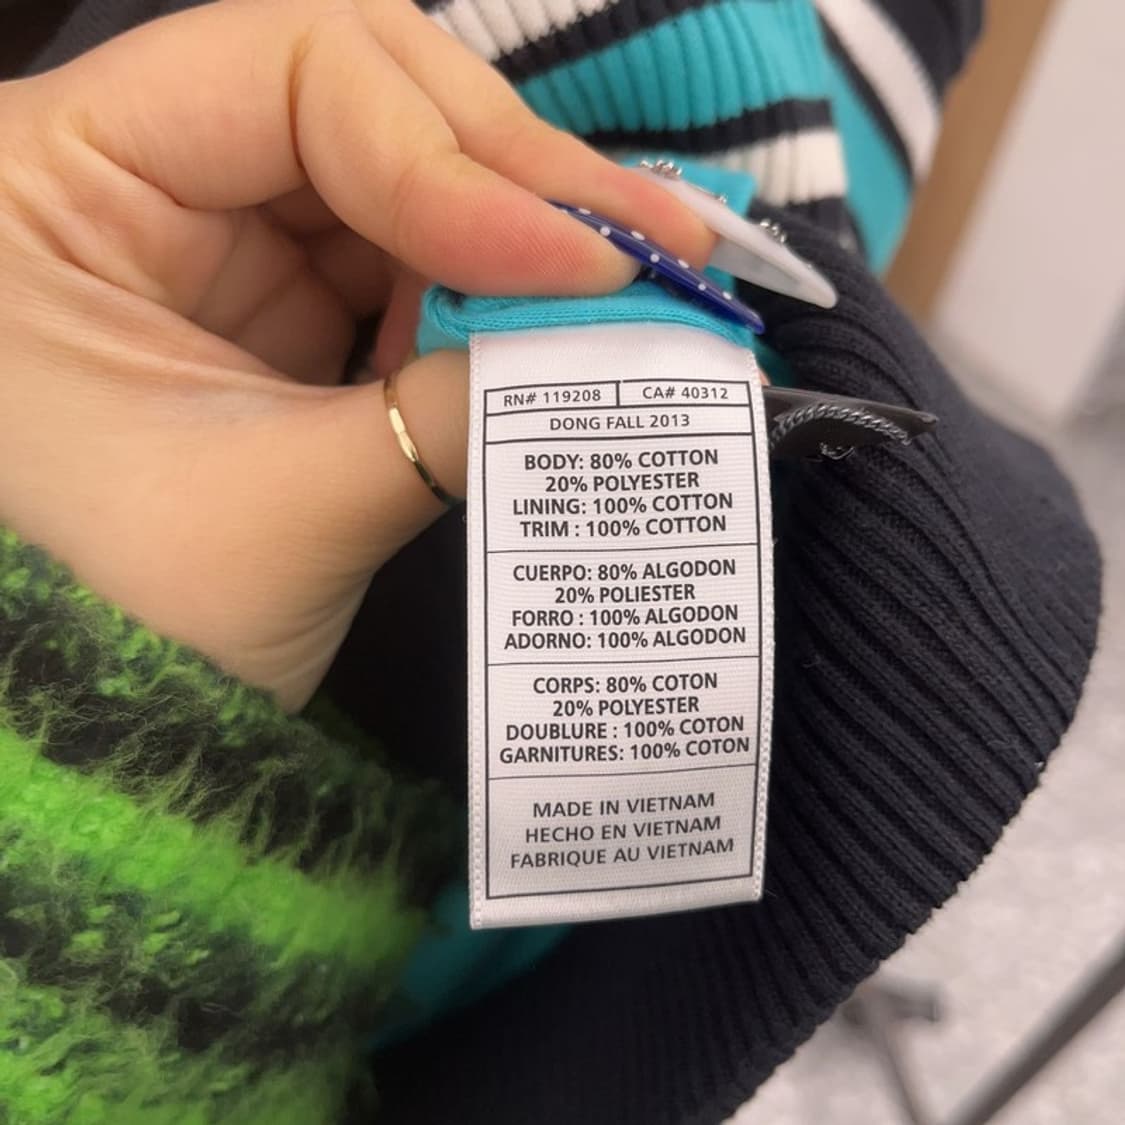 RN# 119208 CA# 40312
DONG FALL 2013
BODY: 80% COTTON
20% POLYESTER
LINING: 100% COTTON
TRIM : 100% COTTON
CUERPO: 80% ALGODON
20% POLIESTER
FORRO : 100% ALGODON
ADORNO: 100% ALGODON
CORPS: 80% COTON
20% POLYESTER
DOUBLURE : 100% COTON
GARNITURES: 100% COTON
MADE IN VIETNAM
HECHO EN VIETNAM
FABRIQUE AU VIETNAM